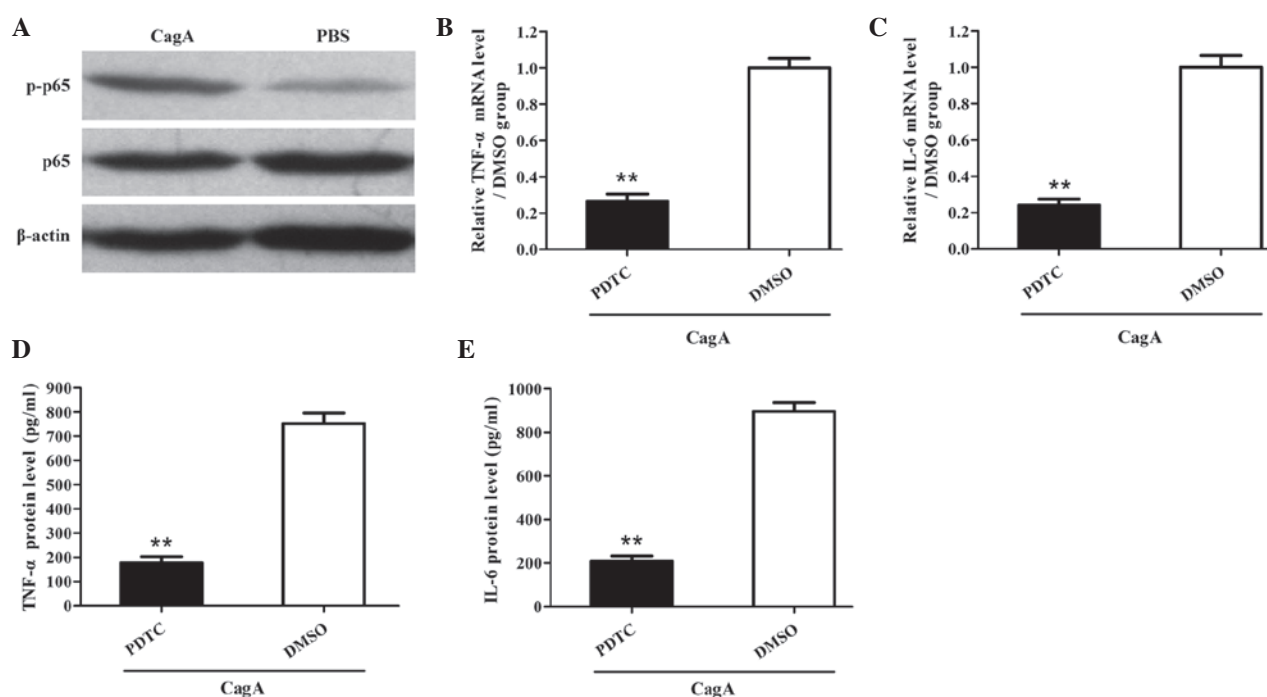 A
CagA PBS
p-p65
p65
β-actin
B
Relative TNF-α mRNA level
/ DMSO group
1.2
1.0
0.8
0.6
0.4
0.2
0.0
**
PDTC
DMSO
CagA
C
Relative IL-6 mRNA level
/ DMSO group
1.2
1.0
0.8
0.6
0.4
0.2
0.0
**
PDTC
DMSO
CagA
D
TNF-α protein level (pg/ml)
900
800
700
600
500
400
300
200
100
0
**
PDTC
DMSO
CagA
E
IL-6 protein level (pg/ml)
1000
800
600
400
200
0
**
PDTC
DMSO
CagA